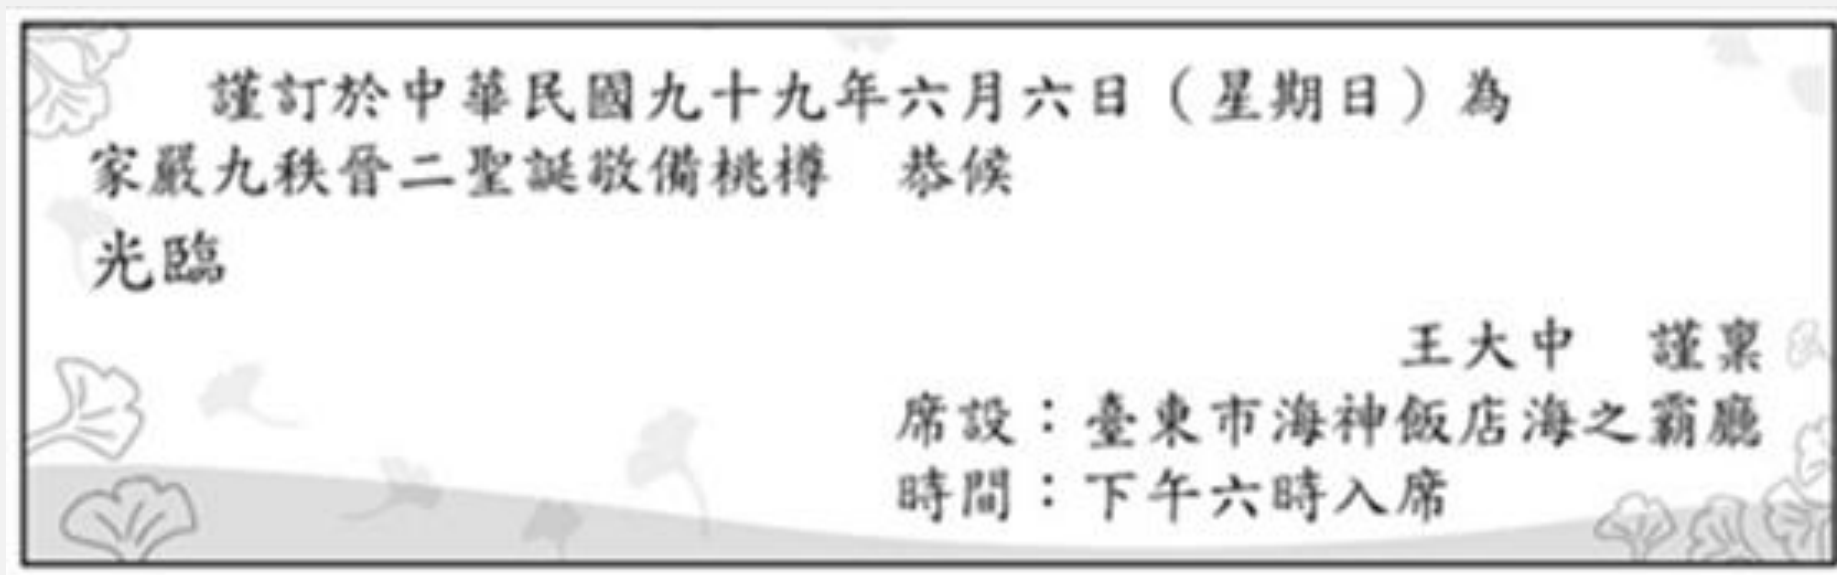 謹訂於中華民國九十九年六月六日（星期日）為
家嚴九秩晉二聖誕敬備桃樽　恭候
光臨
王大中　謹稟
席設：臺東市海神飯店海之霸廳
時間：下午六時入席